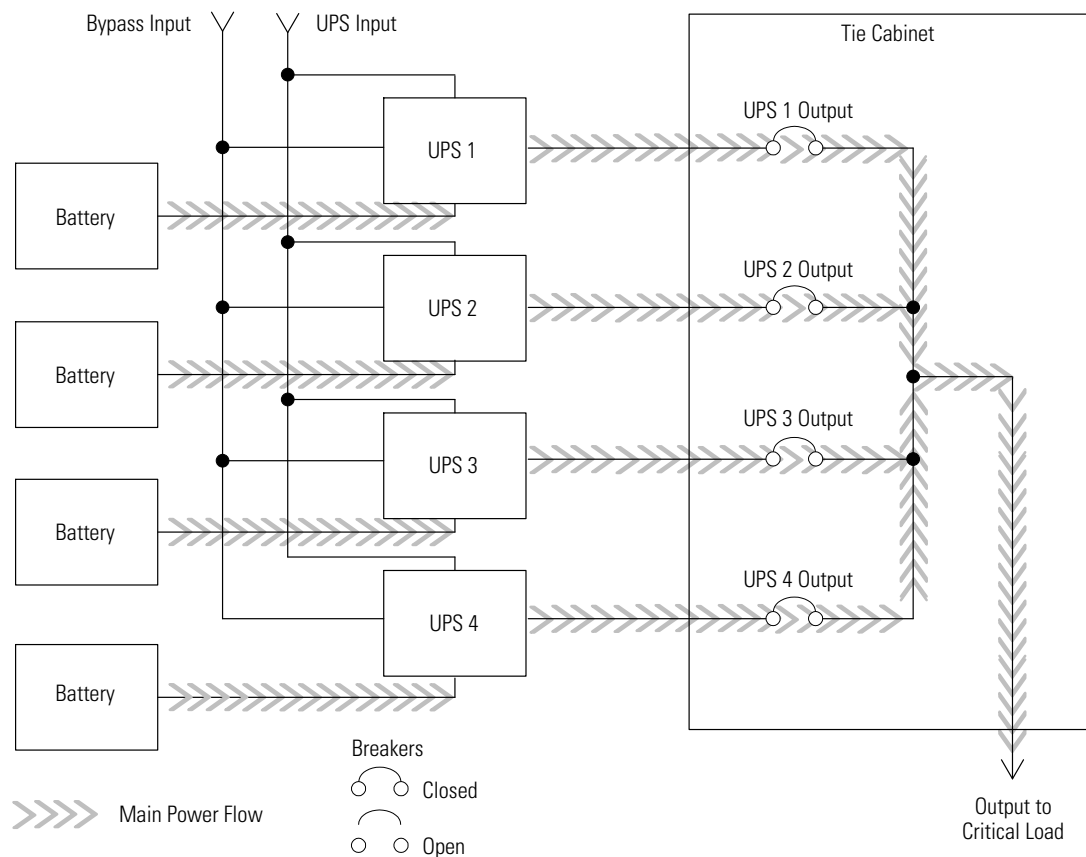 Bypass Input
UPS Input
Tie Cabinet
UPS 1 Output
UPS 1
Battery
UPS 2 Output
UPS 2
Battery
UPS 3 Output
UPS 3
Battery
UPS 4 Output
UPS 4
Battery
Breakers
Closed
Main Power Flow
Open
Output to
Critical Load